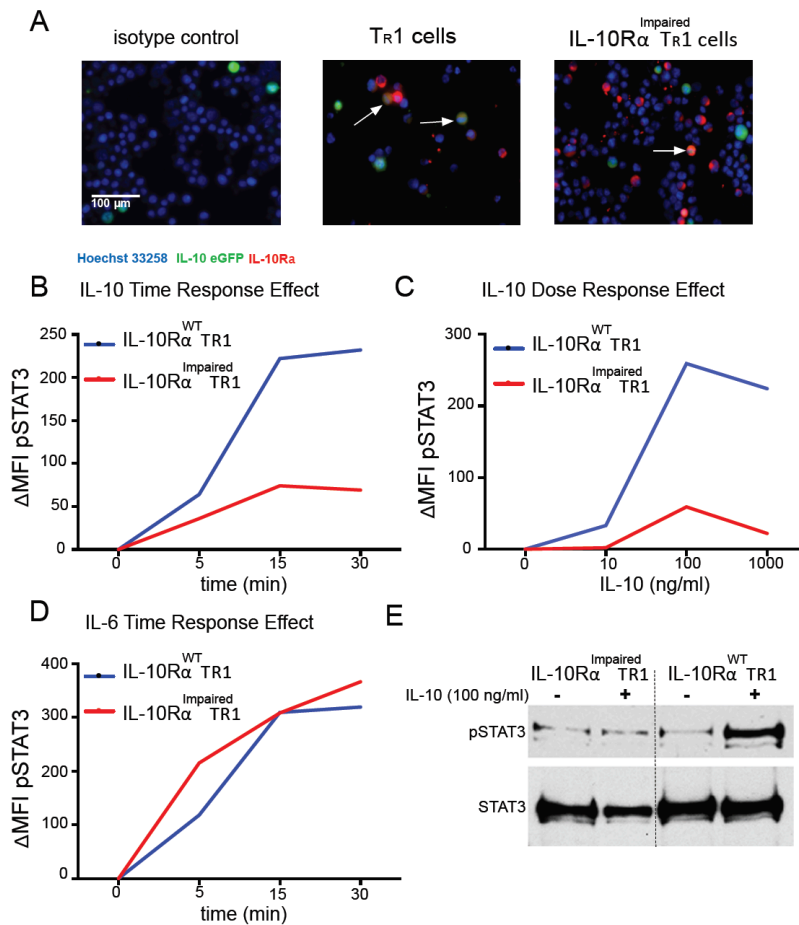 A
isotype control
TR1 cells
Impaired
IL-10Rα TR1 cells
100 µm
Hoechst 33258 IL-10 eGFP IL-10Ra
B IL-10 Time Response Effect
WT
IL-10Rα TR1
Impaired
IL-10Rα TR1
ΔMFI pSTAT3
250
200
150
100
50
0
0 5 15 30
time (min)
C IL-10 Dose Response Effect
WT
IL-10Rα TR1
Impaired
IL-10Rα TR1
ΔMFI pSTAT3
300
200
100
0
0 10 100 1000
IL-10 (ng/ml)
D IL-6 Time Response Effect
WT
IL-10Rα TR1
Impaired
IL-10Rα TR1
ΔMFI pSTAT3
400
300
200
300
100
0
0 5 15 30
time (min)
E
Impaired WT
IL-10Rα TR1 IL-10Rα TR1
IL-10 (100 ng/ml) - + - +
pSTAT3
STAT3